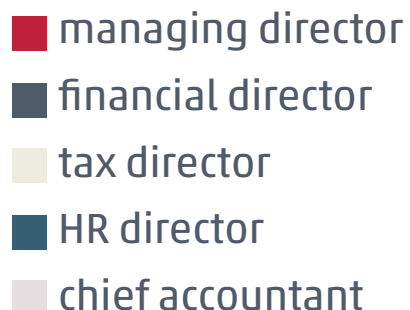 managing director
financial director
tax director
HR director
chief accountant